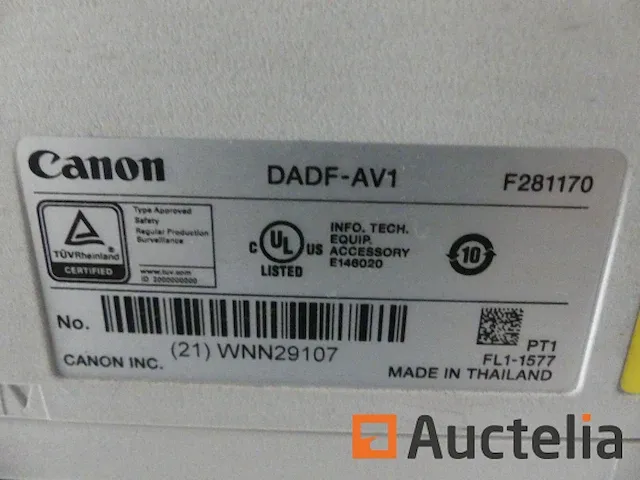 Canon DADF-AV1 F281170
TÜVRheinland
CERTIFIED
Type Approved
Safety
Regular Production
Surveillance
www.tuv.com
ID 2000000000
C UL US
LISTED
INFO. TECH.
EQUIP.
ACCESSORY
E146020
10
No. (21) WNN29107
CANON INC.
PT1
FL1-1577
MADE IN THAILAND
Auctelia